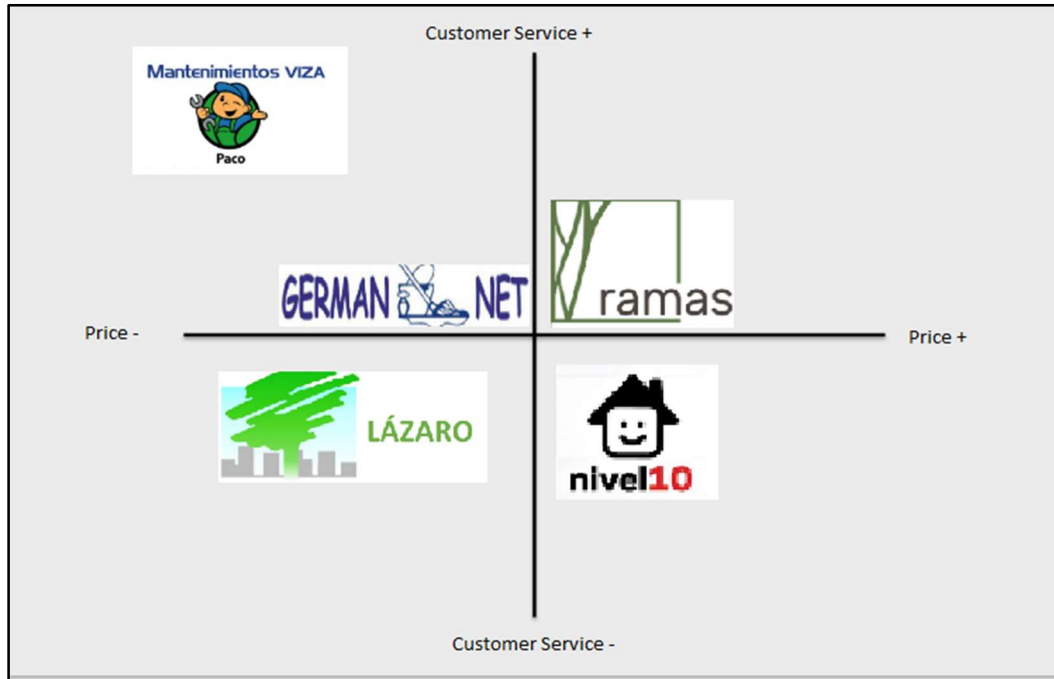 Customer Service +
Mantenimientos VIZA
Paco
ramas
GERMAN NET
Price -
Price +
LÁZARO
nivel10
Customer Service -